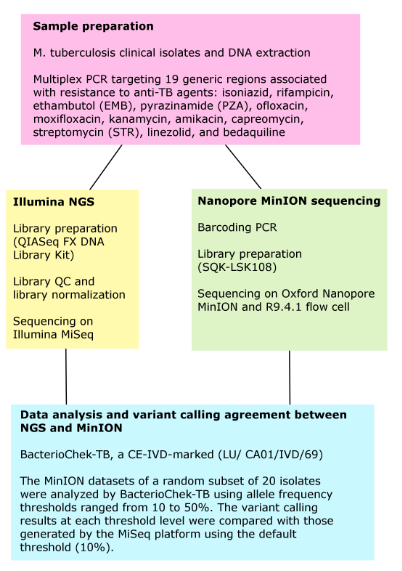 Sample preparation
M. tuberculosis clinical isolates and DNA extraction
Multiplex PCR targeting 19 generic regions associated
with resistance to anti-TB agents: isoniazid, rifampicin,
ethambutol (EMB), pyrazinamide (PZA), ofloxacin,
moxifloxacin, kanamycin, amikacin, capreomycin,
streptomycin (STR), linezolid, and bedaquiline
Illumina NGS
Library preparation
(QIASeq FX DNA
Library Kit)
Library QC and
library normalization
Sequencing on
Illumina MiSeq
Nanopore MinION sequencing
Barcoding PCR
Library preparation
(SQK-LSK108)
Sequencing on Oxford Nanopore
MinION and R9.4.1 flow cell
Data analysis and variant calling agreement between
NGS and MinION
BacterioChek-TB, a CE-IVD-marked (LU/ CA01/IVD/69)
The MinION datasets of a random subset of 20 isolates
were analyzed by BacterioChek-TB using allele frequency
thresholds ranged from 10 to 50%. The variant calling
results at each threshold level were compared with those
generated by the MiSeq platform using the default
threshold (10%).